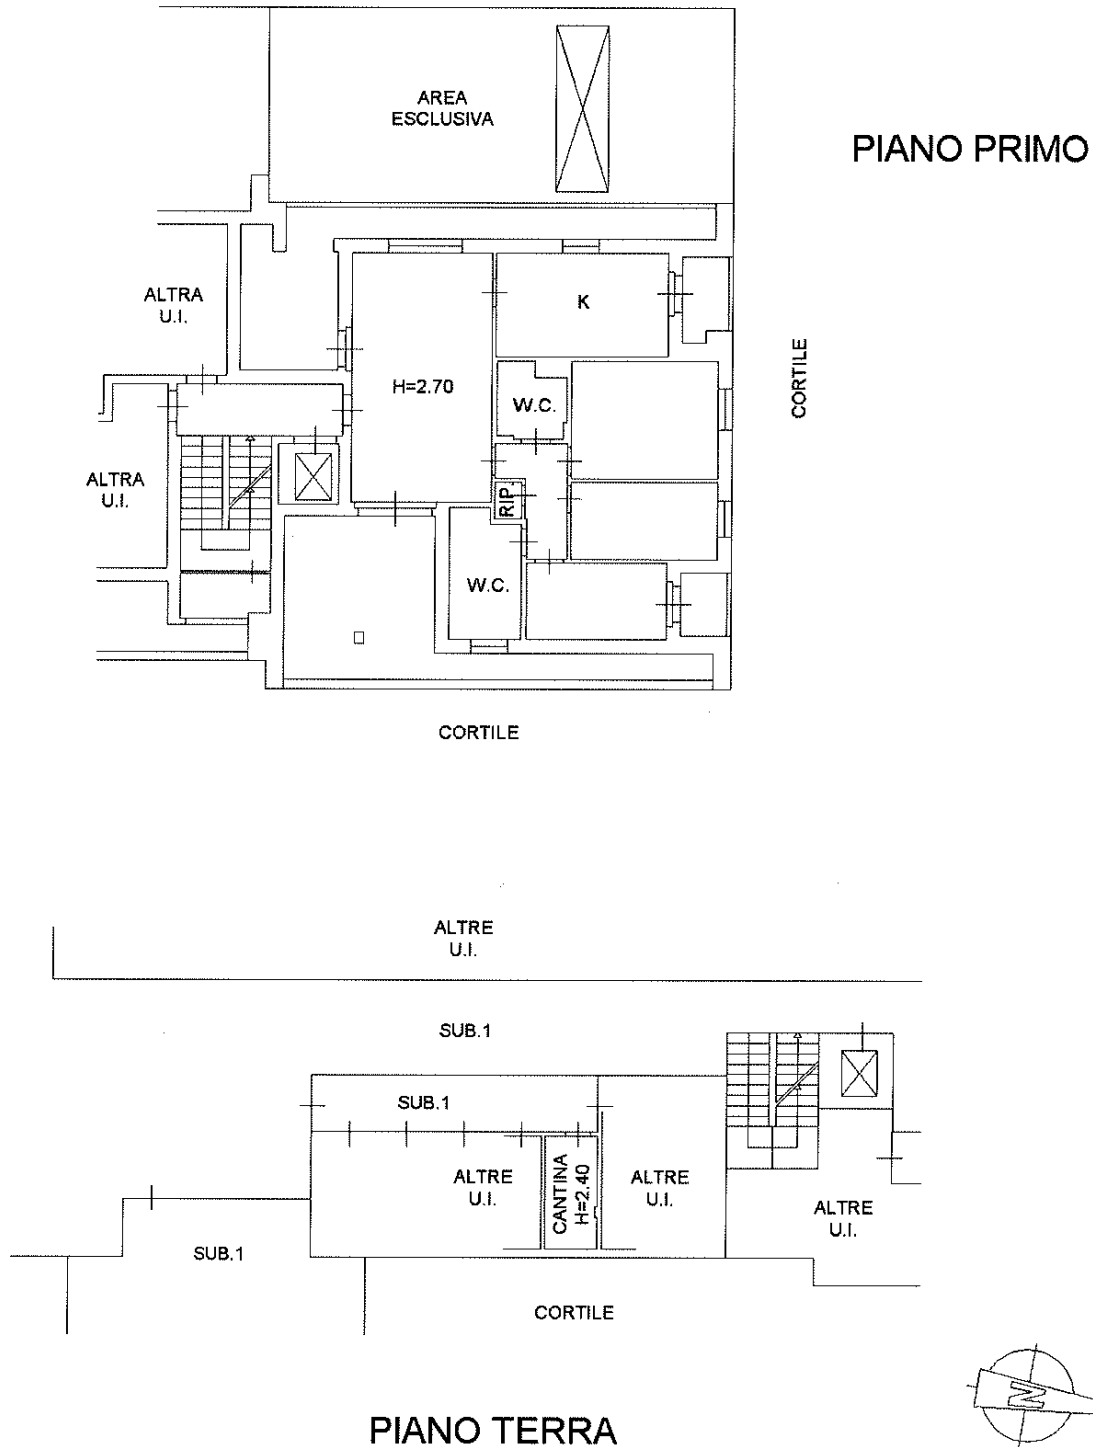 AREA
ESCLUSIVA
PIANO PRIMO
ALTRA
U.I.
K
CORTILE
H=2.70
W.C.
ALTRA
U.I.
RIP.
W.C.
CORTILE
ALTRE
U.I.
SUB.1
SUB.1
ALTRE
U.I.
CANTINA
H=2.40
ALTRE
U.I.
ALTRE
U.I.
SUB.1
CORTILE
N
PIANO TERRA